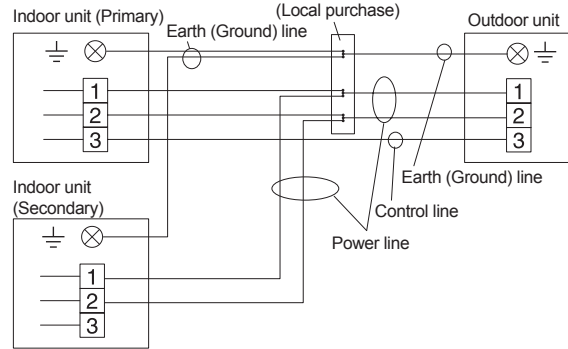 Indoor unit (Primary)
Earth (Ground) line
(Local purchase)
Outdoor unit
1
2
3
1
2
3
Earth (Ground) line
Control line
Power line
Indoor unit
(Secondary)
1
2
3